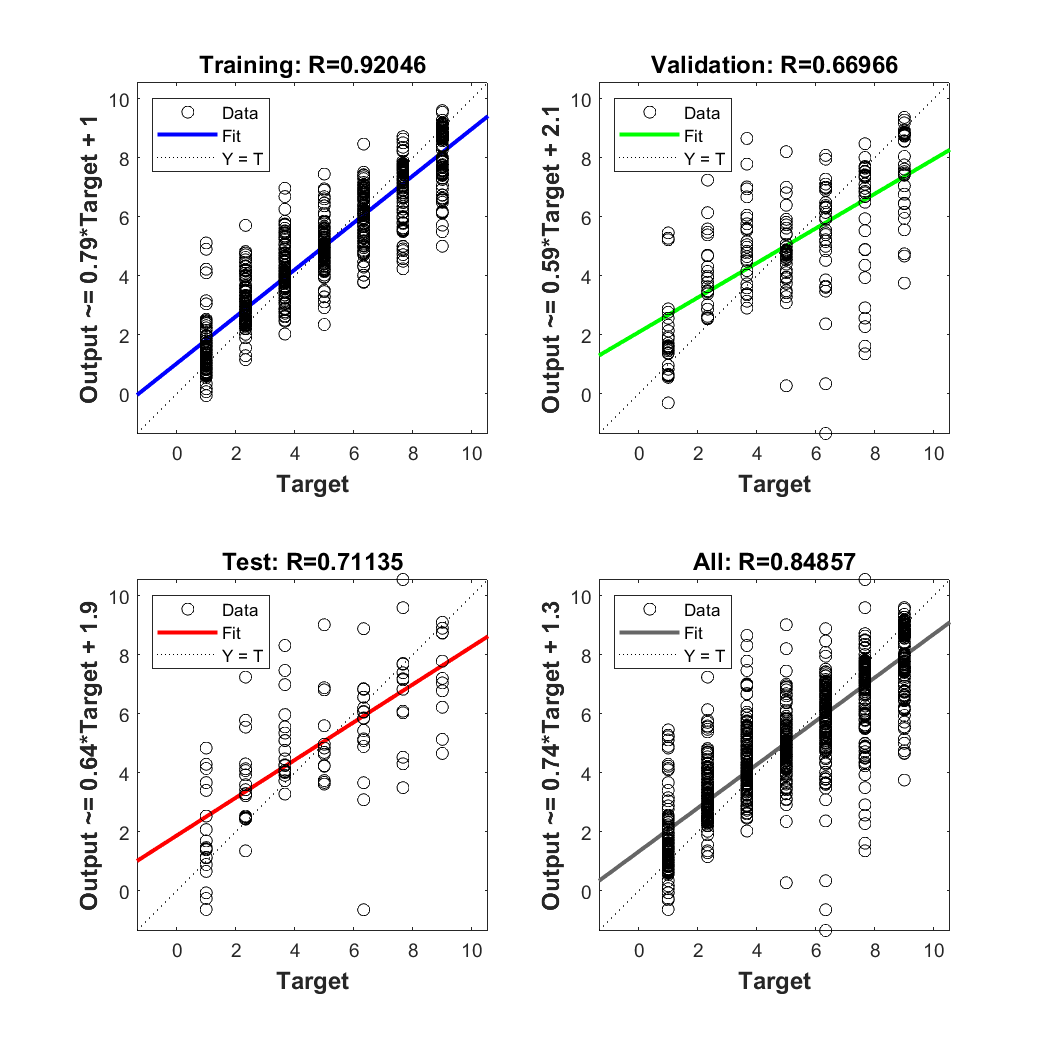 Training: R=0.92046
Output ~= 0.79*Target + 1
10
8
6
4
2
0
Data
Fit
Y = T
0 2 4 6 8 10
Target
Validation: R=0.66966
Output ~= 0.59*Target + 2.1
10
8
6
4
2
0
Data
Fit
Y = T
0 2 4 6 8 10
Target
Test: R=0.71135
Output ~= 0.64*Target + 1.9
10
8
6
4
2
0
Data
Fit
Y = T
0 2 4 6 8 10
Target
All: R=0.84857
Output ~= 0.74*Target + 1.3
10
8
6
4
2
0
Data
Fit
Y = T
0 2 4 6 8 10
Target